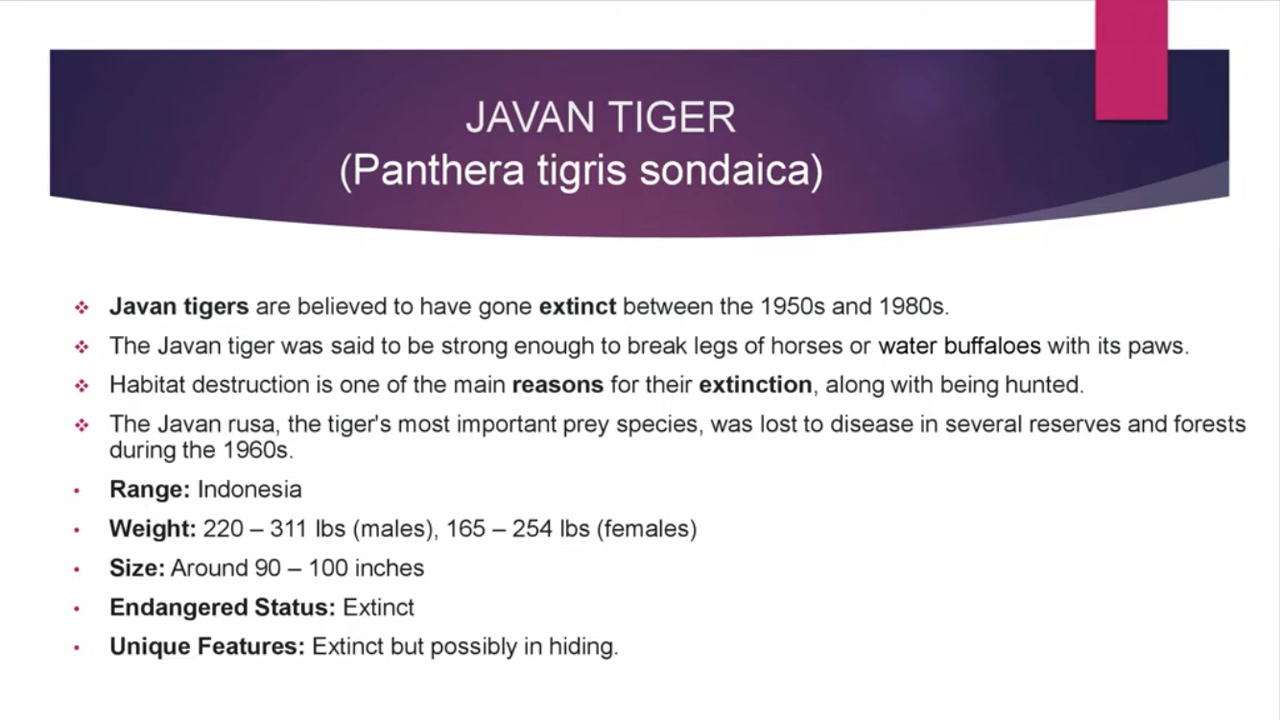 JAVAN TIGER
(Panthera tigris sondaica)
Javan tigers are believed to have gone extinct between the 1950s and 1980s.
The Javan tiger was said to be strong enough to break legs of horses or water buffaloes with its paws.
Habitat destruction is one of the main reasons for their extinction, along with being hunted.
The Javan rusa, the tiger's most important prey species, was lost to disease in several reserves and forests
during the 1960s.
Range: Indonesia
Weight: 220 – 311 lbs (males), 165 – 254 lbs (females)
Size: Around 90 – 100 inches
Endangered Status: Extinct
Unique Features: Extinct but possibly in hiding.